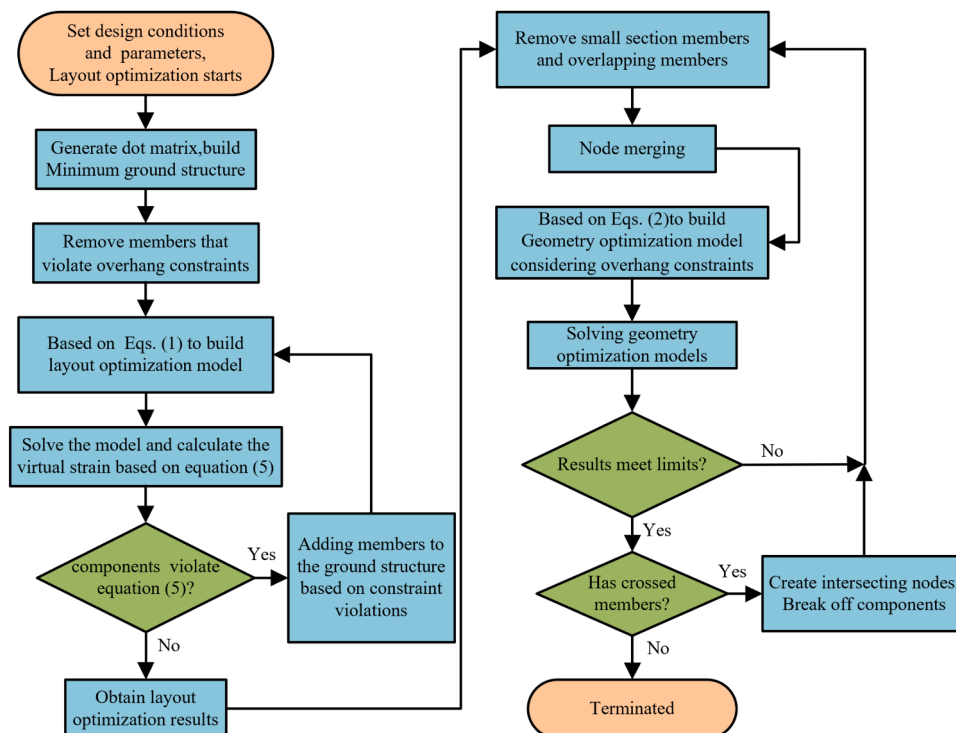 Set design conditions
and parameters,
Layout optimization starts
Generate dot matrix,build
Minimum ground structure
Remove members that
violate overhang constraints
Based on Eqs. (1) to build
layout optimization model
Solve the model and calculate the
virtual strain based on equation (5)
components violate
equation (5)?
Yes
Adding members to
the ground structure
based on constraint
violations
No
Obtain layout
optimization results
Remove small section members
and overlapping members
Node merging
Based on Eqs. (2)to build
Geometry optimization model
considering overhang constraints
Solving geometry
optimization models
Results meet limits?
No
Yes
Has crossed
members?
Yes
Create intersecting nodes,
Break off components
No
Terminated